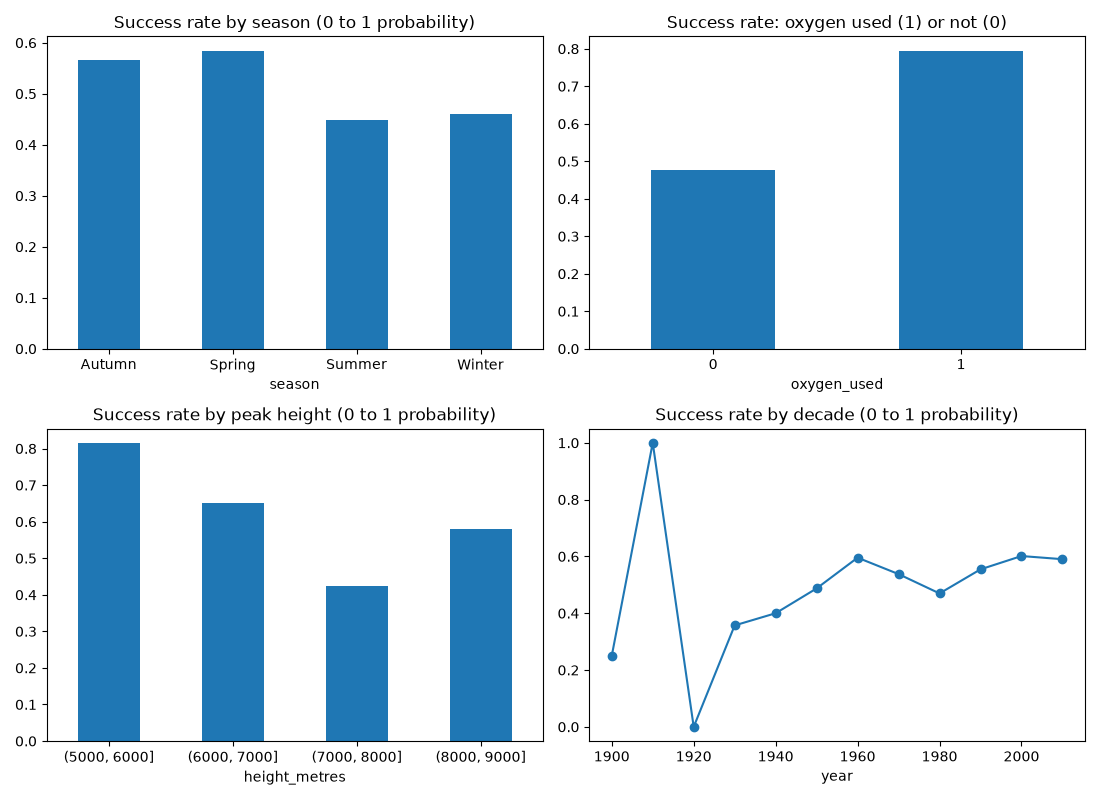 Success rate by season (0 to 1 probability)
0.6
0.5
0.4
0.3
0.2
0.1
0.0
Autumn Spring Summer Winter
season
Success rate: oxygen used (1) or not (0)
0.8
0.7
0.6
0.5
0.4
0.3
0.2
0.1
0.0
0 1
oxygen_used
Success rate by peak height (0 to 1 probability)
0.8
0.7
0.6
0.5
0.4
0.3
0.2
0.1
0.0
(5000, 6000] (6000, 7000] (7000, 8000] (8000, 9000]
height_metres
Success rate by decade (0 to 1 probability)
1.0
0.8
0.6
0.4
0.2
0.0
1900 1920 1940 1960 1980 2000
year